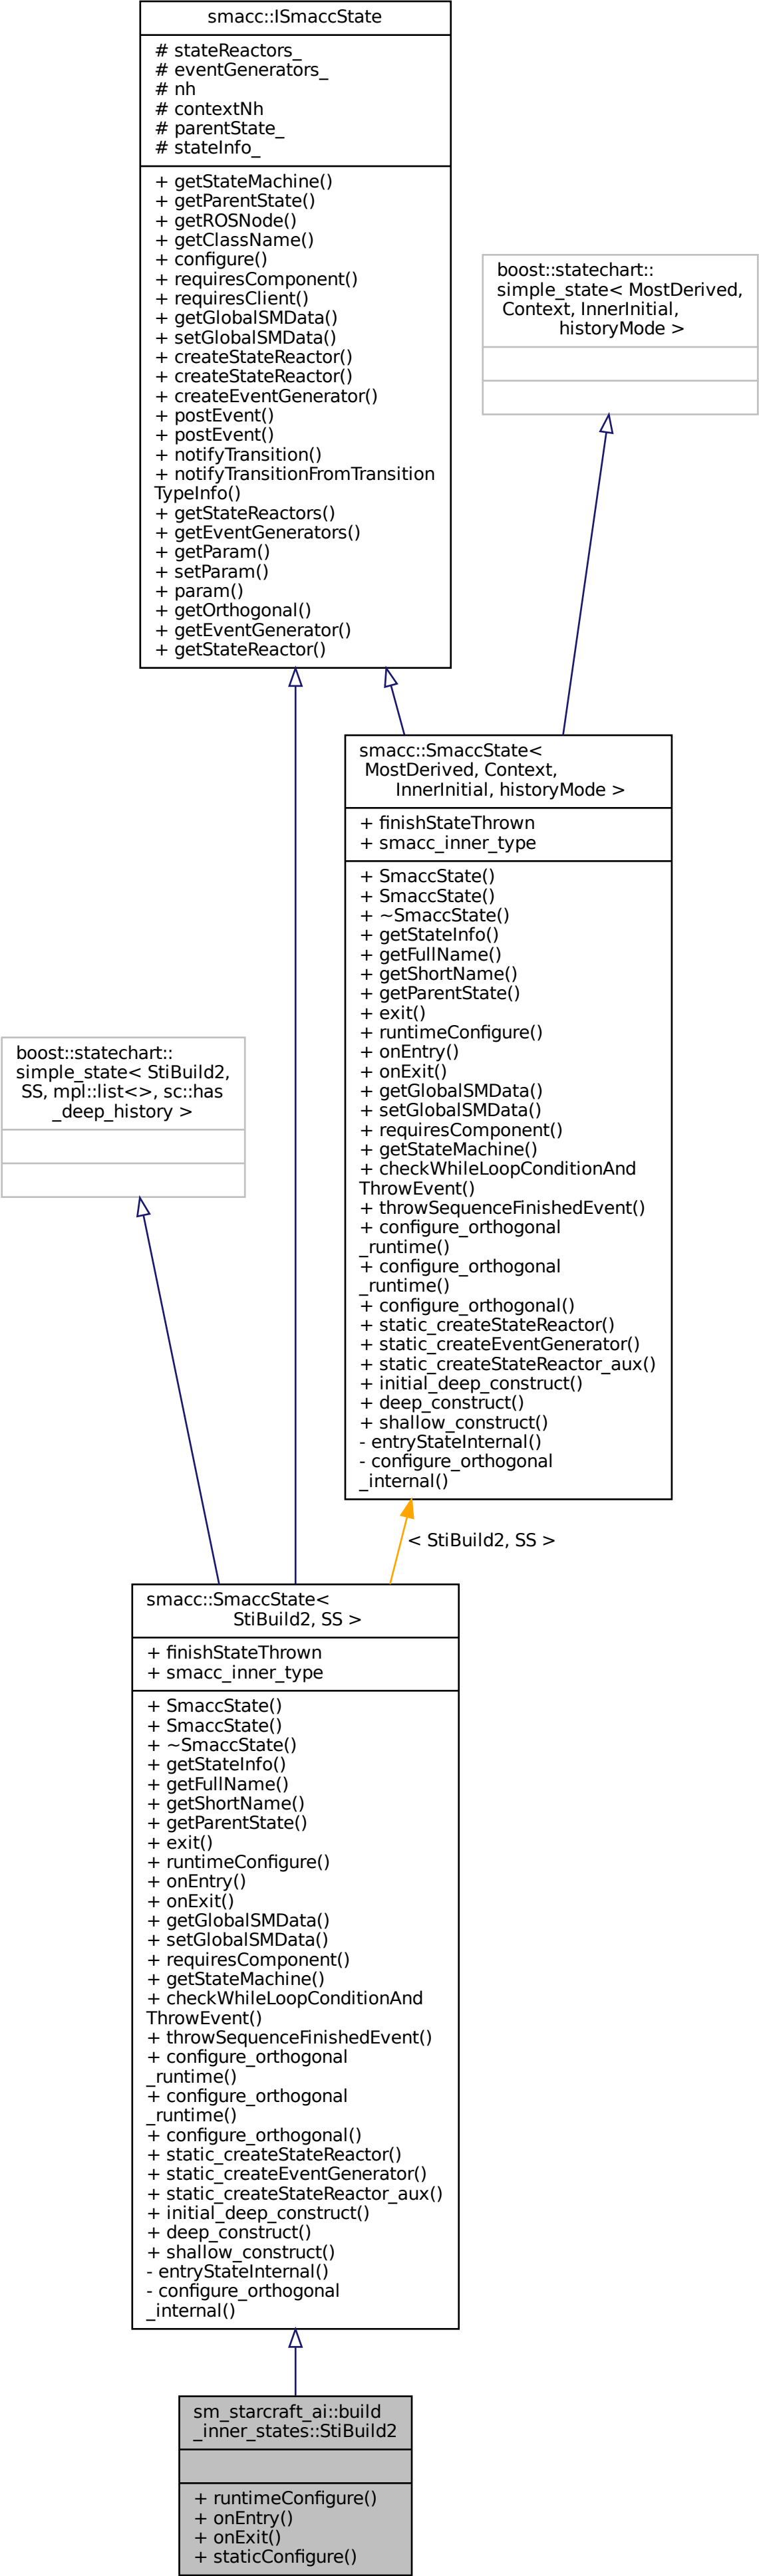 smacc::ISmaccState
# stateReactors_
# eventGenerators_
# nh
# contextNh
# parentState_
# stateInfo_
+ getStateMachine()
+ getParentState()
+ getROSNode()
+ getClassName()
+ configure()
+ requiresComponent()
+ requiresClient()
+ getGlobalSMData()
+ setGlobalSMData()
+ createStateReactor()
+ createStateReactor()
+ createEventGenerator()
+ postEvent()
+ postEvent()
+ notifyTransition()
+ notifyTransitionFromTransition
TypeInfo()
+ getStateReactors()
+ getEventGenerators()
+ getParam()
+ setParam()
+ param()
+ getOrthogonal()
+ getEventGenerator()
+ getStateReactor()
boost::statechart::
simple_state< MostDerived,
Context, InnerInitial,
historyMode >
smacc::SmaccState<
MostDerived, Context,
InnerInitial, historyMode >
+ finishStateThrown
+ smacc_inner_type
+ SmaccState()
+ SmaccState()
+ ~SmaccState()
+ getStateInfo()
+ getFullName()
+ getShortName()
+ getParentState()
+ exit()
+ runtimeConfigure()
+ onEntry()
+ onExit()
+ getGlobalSMData()
+ setGlobalSMData()
+ requiresComponent()
+ getStateMachine()
+ checkWhileLoopConditionAnd
ThrowEvent()
+ throwSequenceFinishedEvent()
+ configure_orthogonal
_runtime()
+ configure_orthogonal
_runtime()
+ configure_orthogonal()
+ static_createStateReactor()
+ static_createEventGenerator()
+ static_createStateReactor_aux()
+ initial_deep_construct()
+ deep_construct()
+ shallow_construct()
- entryStateInternal()
- configure_orthogonal
_internal()
boost::statechart::
simple_state< StiBuild2,
SS, mpl::list<>, sc::has
_deep_history >
< StiBuild2, SS >
smacc::SmaccState<
StiBuild2, SS >
+ finishStateThrown
+ smacc_inner_type
+ SmaccState()
+ SmaccState()
+ ~SmaccState()
+ getStateInfo()
+ getFullName()
+ getShortName()
+ getParentState()
+ exit()
+ runtimeConfigure()
+ onEntry()
+ onExit()
+ getGlobalSMData()
+ setGlobalSMData()
+ requiresComponent()
+ getStateMachine()
+ checkWhileLoopConditionAnd
ThrowEvent()
+ throwSequenceFinishedEvent()
+ configure_orthogonal
_runtime()
+ configure_orthogonal
_runtime()
+ configure_orthogonal()
+ static_createStateReactor()
+ static_createEventGenerator()
+ static_createStateReactor_aux()
+ initial_deep_construct()
+ deep_construct()
+ shallow_construct()
- entryStateInternal()
- configure_orthogonal
_internal()
sm_starcraft_ai::build
_inner_states::StiBuild2
+ runtimeConfigure()
+ onEntry()
+ onExit()
+ staticConfigure()